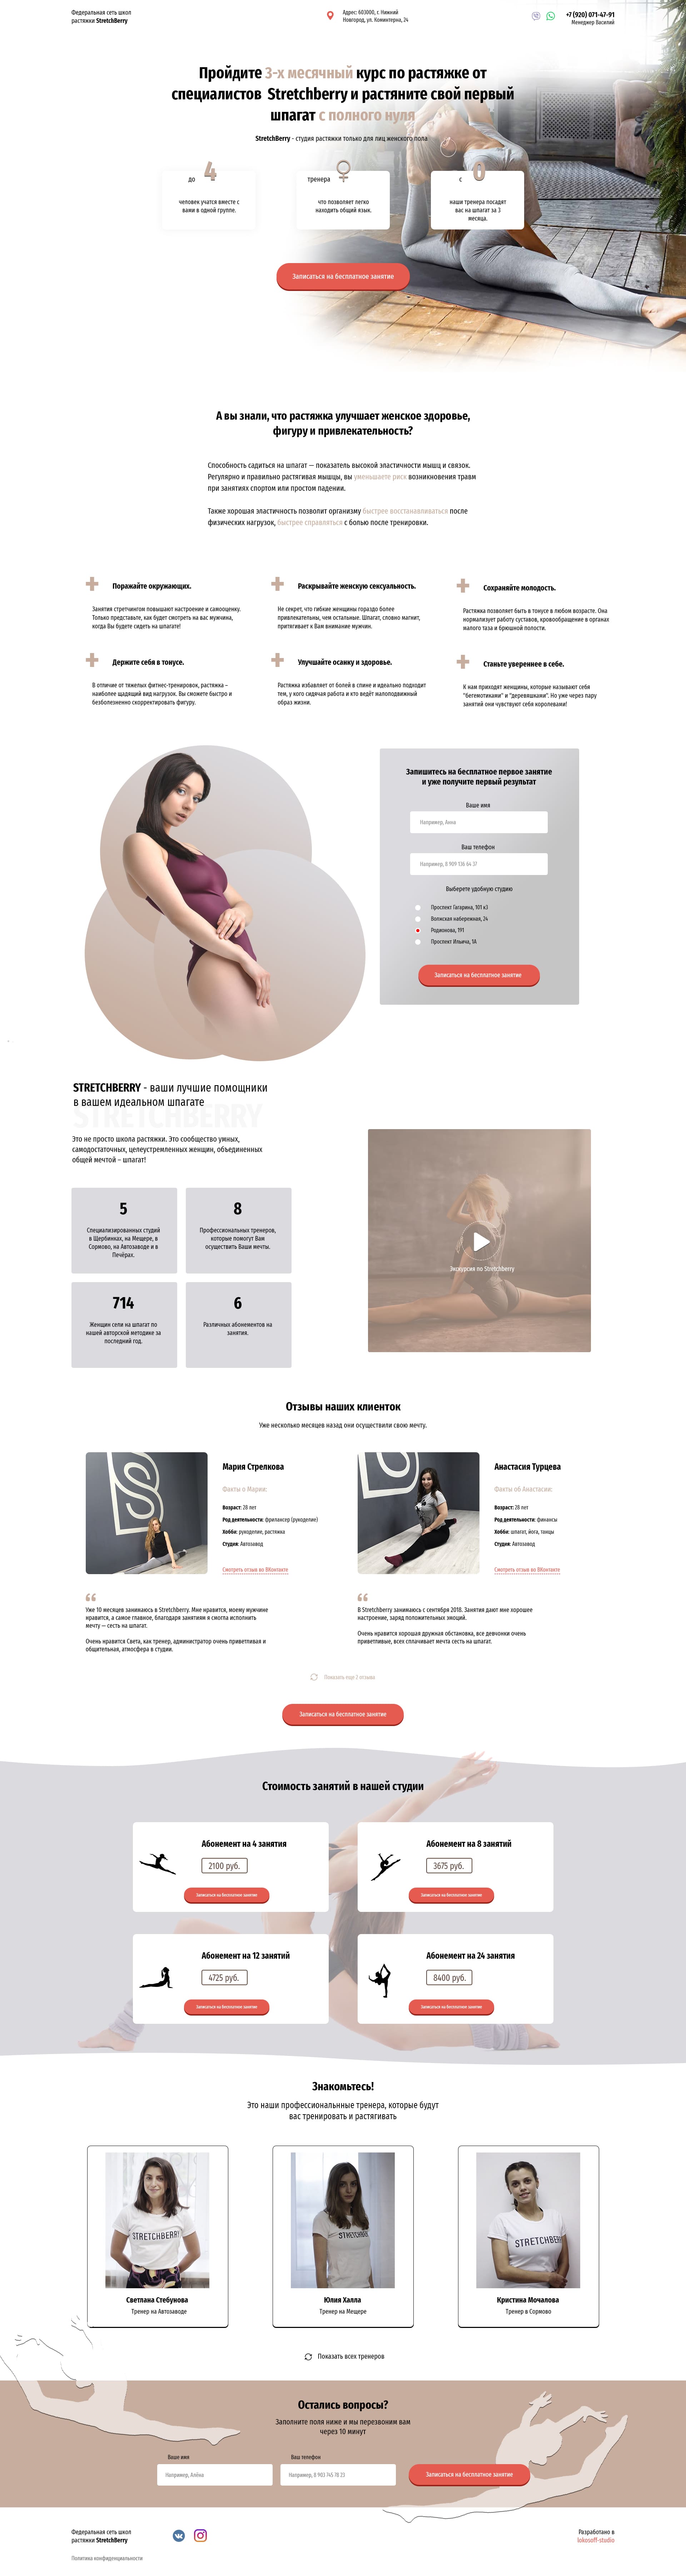 Федеральная сеть школ
растяжки StretchBerry
Адрес: 603000, г. Нижний
Новгород, ул. Коминтерна, 24
+7 (920) 071-47-91
Менеджер Василий
Пройдите 3-х месячный курс по растяжке от
специалистов Stretchberry и растяните свой первый
шпагат с полного нуля
StretchBerry - студия растяжки только для лиц женского пола
до 4
человек учатся вместе с
вами в одной группе.
тренера ♀
что позволяет легко
находить общий язык.
с 0
наши тренера посадят
вас на шпагат за 3
месяца.
Записаться на бесплатное занятие
А вы знали, что растяжка улучшает женское здоровье,
фигуру и привлекательность?
Способность садиться на шпагат — показатель высокой эластичности мышц и связок.
Регулярно и правильно растягивая мышцы, вы уменьшаете риск возникновения травм
при занятиях спортом или простом падении.
Также хорошая эластичность позволит организму быстрее восстанавливаться после
физических нагрузок, быстрее справляться с болью после тренировки.
Поражайте окружающих.
Занятия стретчингом повышают настроение и самооценку.
Только представьте, как будет смотреть на вас мужчина,
когда Вы будете сидеть на шпагате!
Раскрывайте женскую сексуальность.
Не секрет, что гибкие женщины гораздо более
привлекательны, чем остальные. Шпагат, словно магнит,
притягивает к Вам внимание мужчин.
Сохраняйте молодость.
Растяжка позволяет быть в тонусе в любом возрасте. Она
нормализует работу суставов, кровообращение в органах
малого таза и брюшной полости.
Держите себя в тонусе.
В отличие от тяжелых фитнес-тренировок, растяжка –
наиболее щадящий вид нагрузок. Вы сможете быстро и
безболезненно скорректировать фигуру.
Улучшайте осанку и здоровье.
Растяжка избавляет от болей в спине и идеально подходит
тем, у кого сидячая работа и кто ведёт малоподвижный
образ жизни.
Станьте увереннее в себе.
К нам приходят женщины, которые называют себя
"бегемотиками" и "деревяшками". Но уже через пару
занятий они чувствуют себя королевами!
Запишитесь на бесплатное первое занятие
и уже получите первый результат
Ваше имя
Например, Анна
Ваш телефон
Например, 8 909 136 64 37
Выберете удобную студию
Проспект Гагарина, 101 к3
Волжская набережная, 24
Родионова, 191
Проспект Ильича, 1А
Записаться на бесплатное занятие
STRETCHBERRY - ваши лучшие помощники
в вашем идеальном шпагате
STRETCHBERRY
Это не просто школа растяжки. Это сообщество умных,
самодостаточных, целеустремленных женщин, объединенных
общей мечтой – шпагат!
5
Специализированных студий
в Щербинках, на Мещере, в
Сормово, на Автозаводе и в
Печёрах.
8
Профессиональных тренеров,
которые помогут Вам
осуществить Ваши мечты.
714
Женщин сели на шпагат по
нашей авторской методике за
последний год.
6
Различных абонементов на
занятия.
Экскурсия по Stretchberry
Отзывы наших клиенток
Уже несколько месяцев назад они осуществили свою мечту.
Мария Стрелкова
Факты о Марии:
Возраст: 28 лет
Род деятельности: фрилансер (рукоделие)
Хобби: рукоделие, растяжка
Студия: Автозавод
Смотреть отзыв во ВКонтакте
Анастасия Турцева
Факты об Анастасии:
Возраст: 28 лет
Род деятельности: финансы
Хобби: шпагат, йога, танцы
Студия: Автозавод
Смотреть отзыв во ВКонтакте
Уже 10 месяцев занимаюсь в Stretchberry. Мне нравится, моему мужчине
нравится, а самое главное, благодаря занятиям я смогла исполнить
мечту — сесть на шпагат.
Очень нравится Света, как тренер, администратор очень приветливая и
общительная, атмосфера в студии.
В Stretchberry занимаюсь с сентября 2018. Занятия дают мне хорошее
настроение, заряд положительных эмоций.
Очень нравится хорошая дружная обстановка, все девчонки очень
приветливые, всех сплачивает мечта сесть на шпагат.
Показать еще 2 отзыва
Записаться на бесплатное занятие
Стоимость занятий в нашей студии
Абонемент на 4 занятия
2100 руб.
Записаться на бесплатное занятие
Абонемент на 8 занятий
3675 руб.
Записаться на бесплатное занятие
Абонемент на 12 занятий
4725 руб.
Записаться на бесплатное занятие
Абонемент на 24 занятия
8400 руб.
Записаться на бесплатное занятие
Знакомьтесь!
Это наши профессиональнные тренера, которые будут
вас тренировать и растягивать
STRETCHBERRY
Светлана Стебунова
Тренер на Автозаводе
STRETCHBERRY
Юлия Халла
Тренер на Мещере
STRETCHBERRY
Кристина Мочалова
Тренер в Сормово
Показать всех тренеров
Остались вопросы?
Заполните поля ниже и мы перезвоним вам
через 10 минут
Ваше имя
Например, Алёна
Ваш телефон
Например, 8 903 745 78 23
Записаться на бесплатное занятие
Федеральная сеть школ
растяжки StretchBerry
Политика конфиденциальности
Разработано в
lokosoff-studio